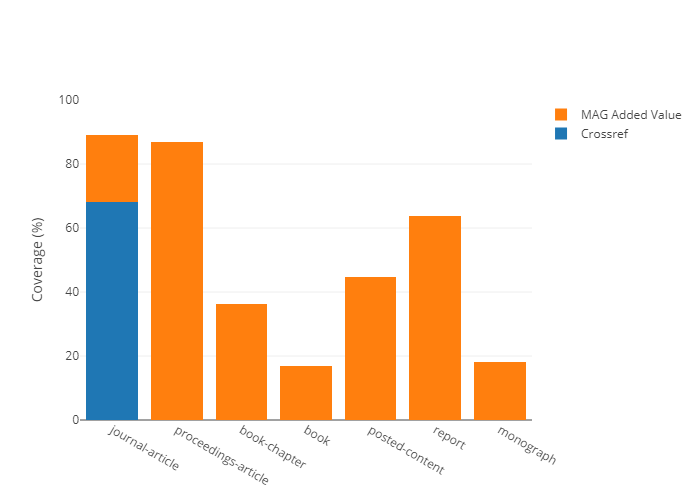 100
80
60
40
20
0
Coverage (%)
journal-article
proceedings-article
book-chapter
book
posted-content
report
monograph
MAG Added Value
Crossref